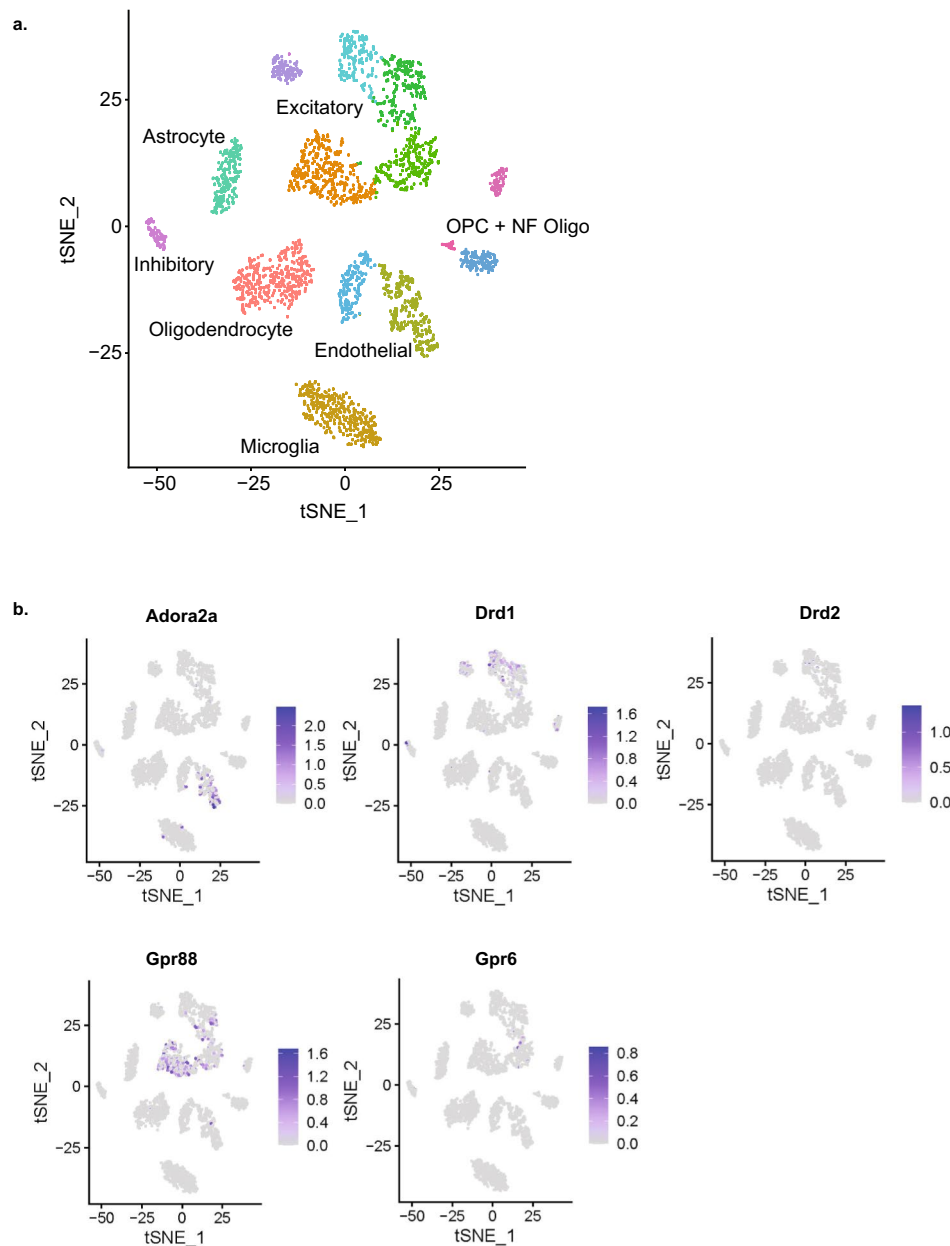 a.
25
Excitatory
Astrocyte
tSNE_2
0
OPC + NF Oligo
Inhibitory
Oligodendrocyte
Endothelial
−25
Microglia
−50 −25 0 25
tSNE_1
b.
Adora2a
tSNE_2
25
0
−25
−50 −25 0 25
tSNE_1
2.0
1.5
1.0
0.5
0.0
Drd1
tSNE_2
25
0
−25
−50 −25 0 25
tSNE_1
1.6
1.2
0.8
0.4
0.0
Drd2
tSNE_2
25
0
−25
−50 −25 0 25
tSNE_1
1.0
0.5
0.0
Gpr88
tSNE_2
25
0
−25
−50 −25 0 25
tSNE_1
1.6
1.2
0.8
0.4
0.0
Gpr6
tSNE_2
25
0
−25
−50 −25 0 25
tSNE_1
0.8
0.6
0.4
0.2
0.0